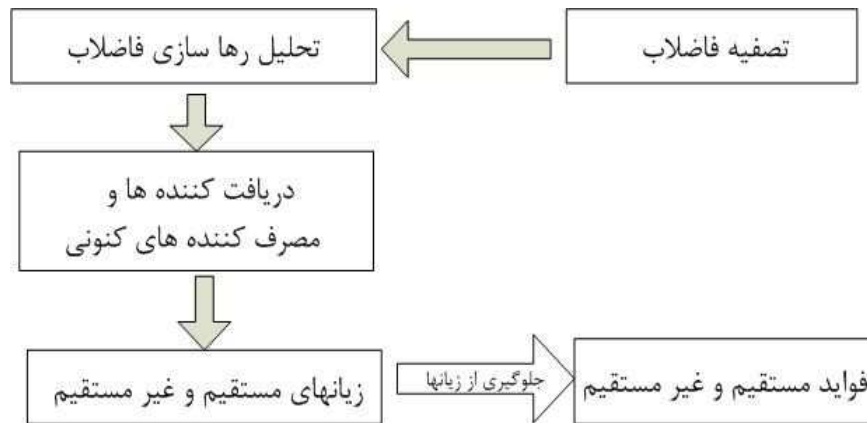 تصفیه فاضلاب
تحلیل رها سازی فاضلاب
دریافت کننده ها و
مصرف کننده های کنونی
زیانهای مستقیم و غیر مستقیم
جلوگیری از زیانها
فواید مستقیم و غیر مستقیم